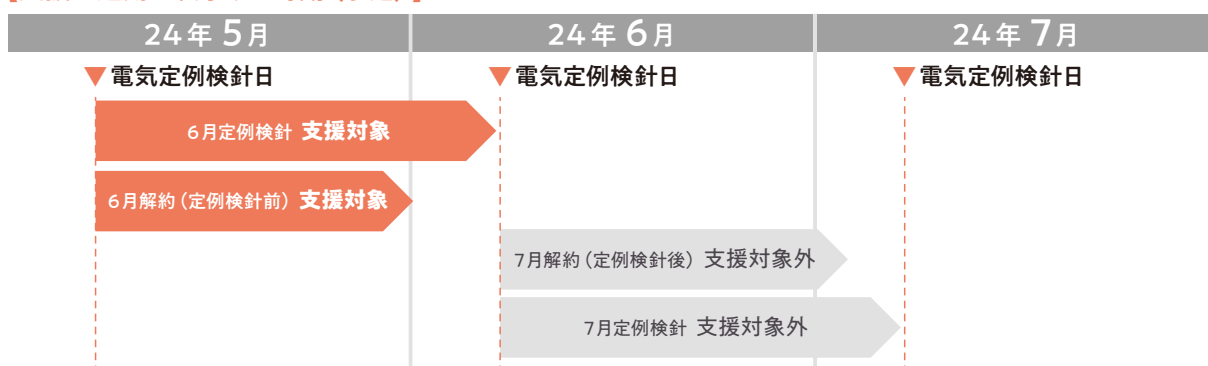 24年 5月
24年 6月
24年 7月
▼電気定例検針日
▼電気定例検針日
▼電気定例検針日
6月定例検針 支援対象
6月解約（定例検針前） 支援対象
7月解約（定例検針後） 支援対象外
7月定例検針 支援対象外